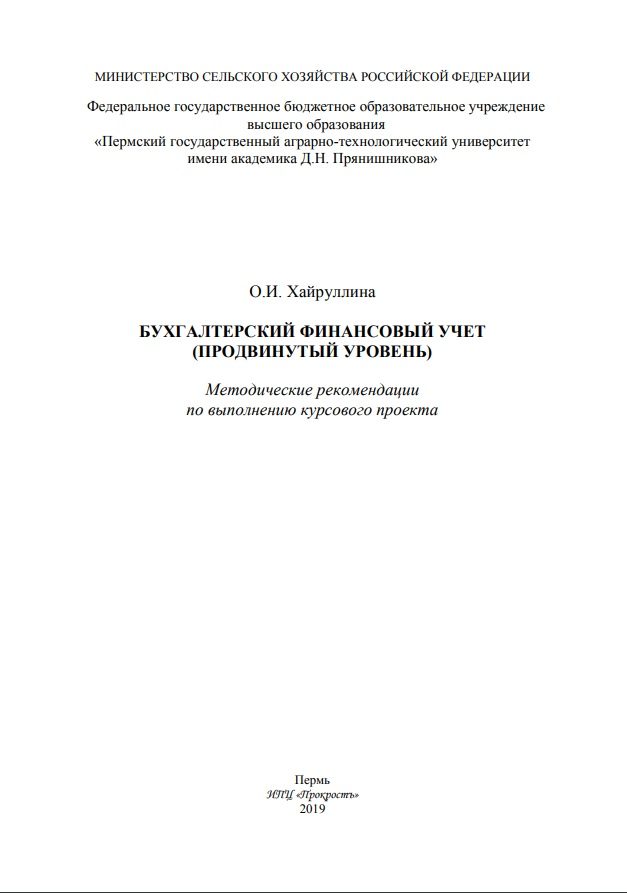 МИНИСТЕРСТВО СЕЛЬСКОГО ХОЗЯЙСТВА РОССИЙСКОЙ ФЕДЕРАЦИИ
Федеральное государственное бюджетное образовательное учреждение
высшего образования
«Пермский государственный аграрно-технологический университет
имени академика Д.Н. Прянишникова»
О.И. Хайруллина
БУХГАЛТЕРСКИЙ ФИНАНСОВЫЙ УЧЕТ
(ПРОДВИНУТЫЙ УРОВЕНЬ)
Методические рекомендации
по выполнению курсового проекта
Пермь
ИПЦ «Прокростъ»
2019